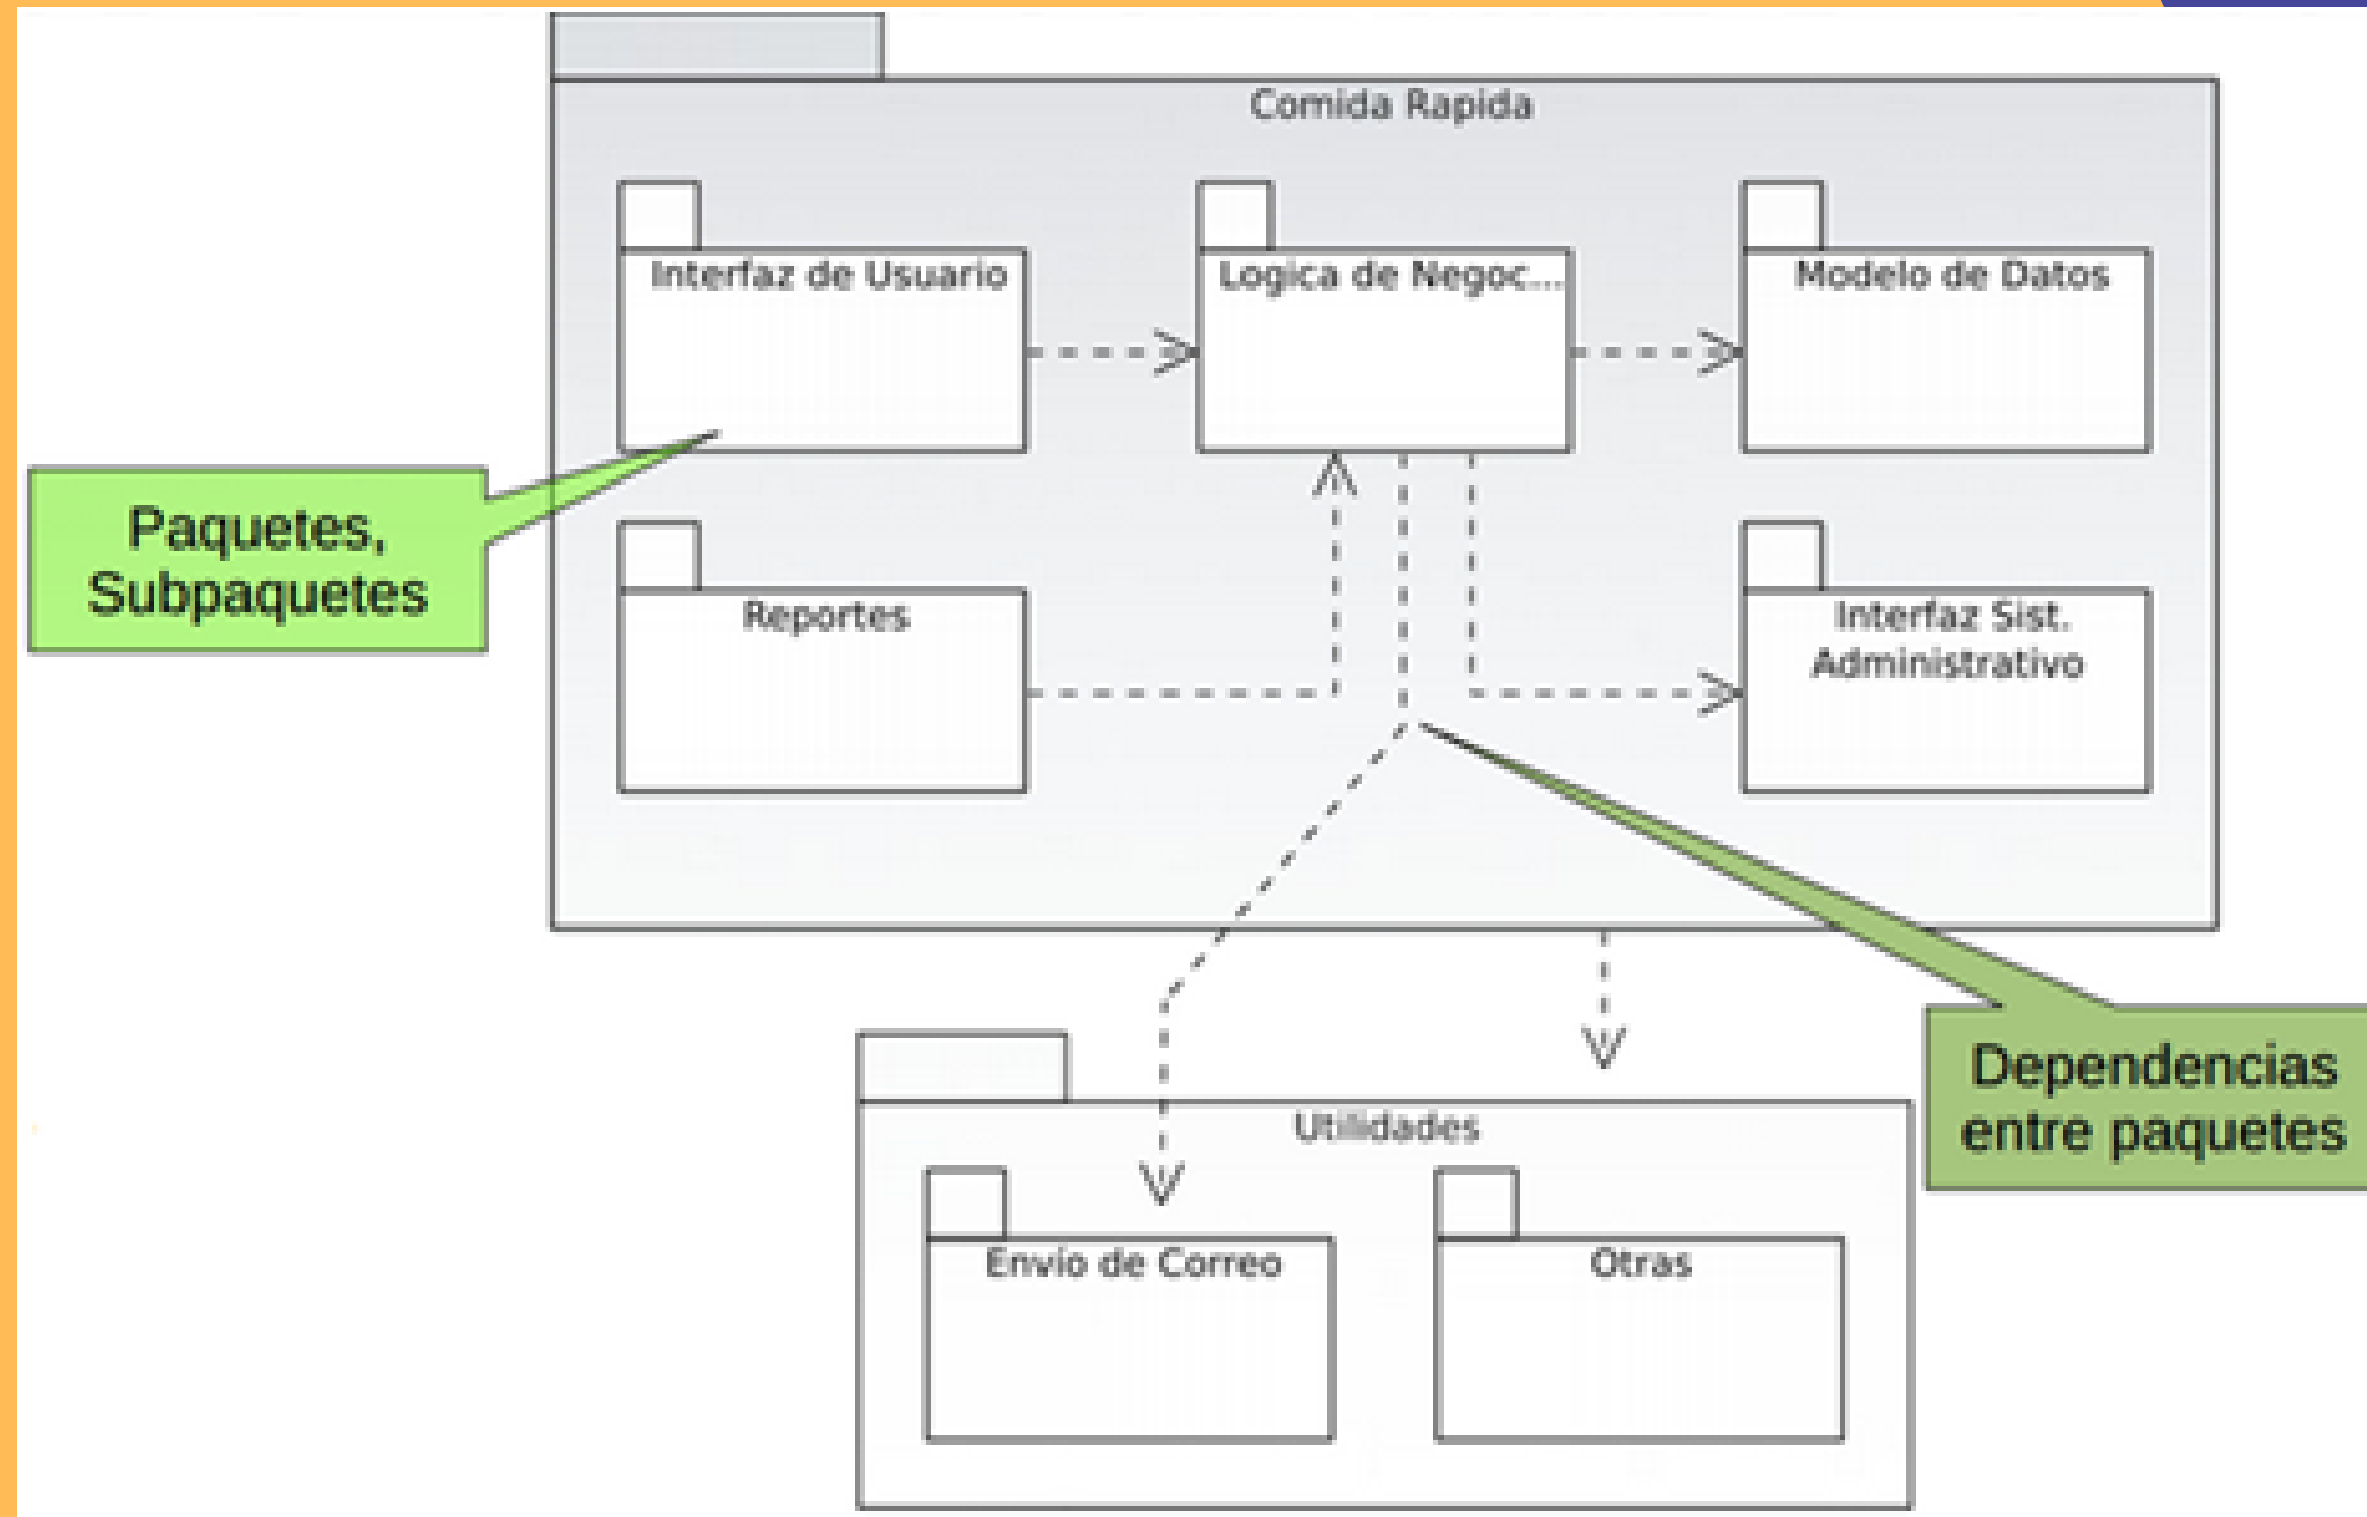 Comida Rapida
Interfaz de Usuario
Logica de Negoc...
Modelo de Datos
Paquetes,
Subpaquetes
Reportes
Interfaz Sist.
Administrativo
Dependencias
entre paquetes
Utilidades
Envío de Correo
Otras